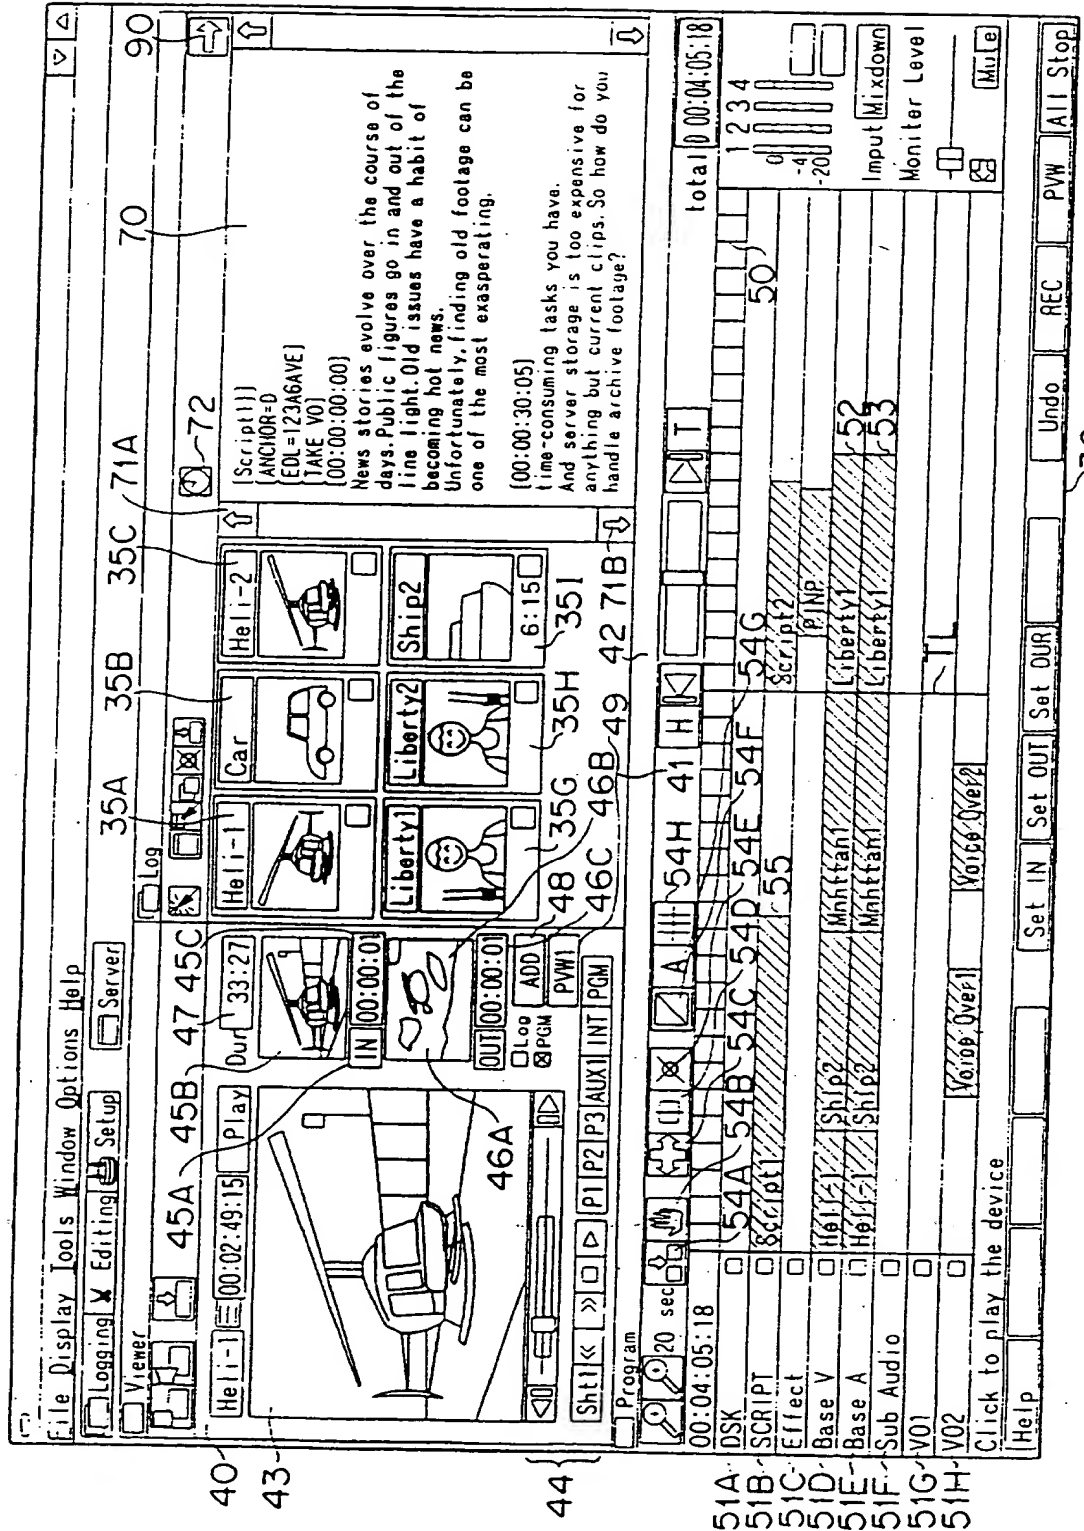 File Display Tools Window Options Help
Logging Editing Setup Server
Viewer
Log
90
35A 35B 35C 71A 72 70
40
45A 45B 47 45C
Heli-1 00:02:49:15 Play Dur 33:27
Heli-1 Car Heli-2
43
IN 00:00:01
46A
OUT 00:00:01
Log
PGM
ADD
PVW1
48
46C
46B
49
Liberty1 Liberty2 Ship2
6:15
35G 35H 35I
71B
42
[Script1]]
[ANCHOR=D
[EDL=123A6AVE]
[TAKE VO]
[00:00:00:00]
News stories evolve over the course of
days.Public figures go in and out of the
line light.Old issues have a habit of
becoming hot news.
Unfortunately,finding old footage can be
one of the most exasperating,
[00:00:30:05]
time-consuming tasks you have.
And server storage is too expensive for
anything but current clips.So how do you
handle archive footage?
44
Shtl << >> P1 P2 P3 AUX1 INT PGM
Program
20 sec
A
54H 41 H T
total D 00:04:05:18
00:04:05:18
54A 54B 54C 54D 54E 54F 54G
50
51A DSK
51B SCRIPT Script1 55 Script2
51C Effect PINP
51D Base V Heli-1 Ship2 Mnhttan1 Liberty1 52
51E Base A Heli-1 Ship2 Mnhttan1 Liberty1 53
51F Sub Audio
51G VO1 TL
51H VO2 Voice Over1 Voice Over2
1 2 3 4
0
-4
-20
Imput Mixdown
Moniter Level
Mute
Click to play the device
Help Set IN Set OUT Set DUR Undo REC PVW All Stop